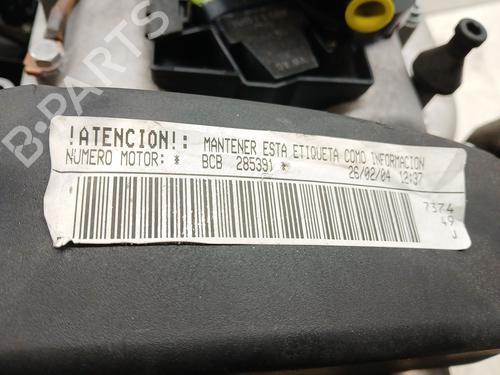 !ATENCION!: MANTENER ESTA ETIQUETA COMO INFORMACION
NUMERO MOTOR: * BCB 285391 * 26/02/04 12:37
7374
49
J
B-PARTS